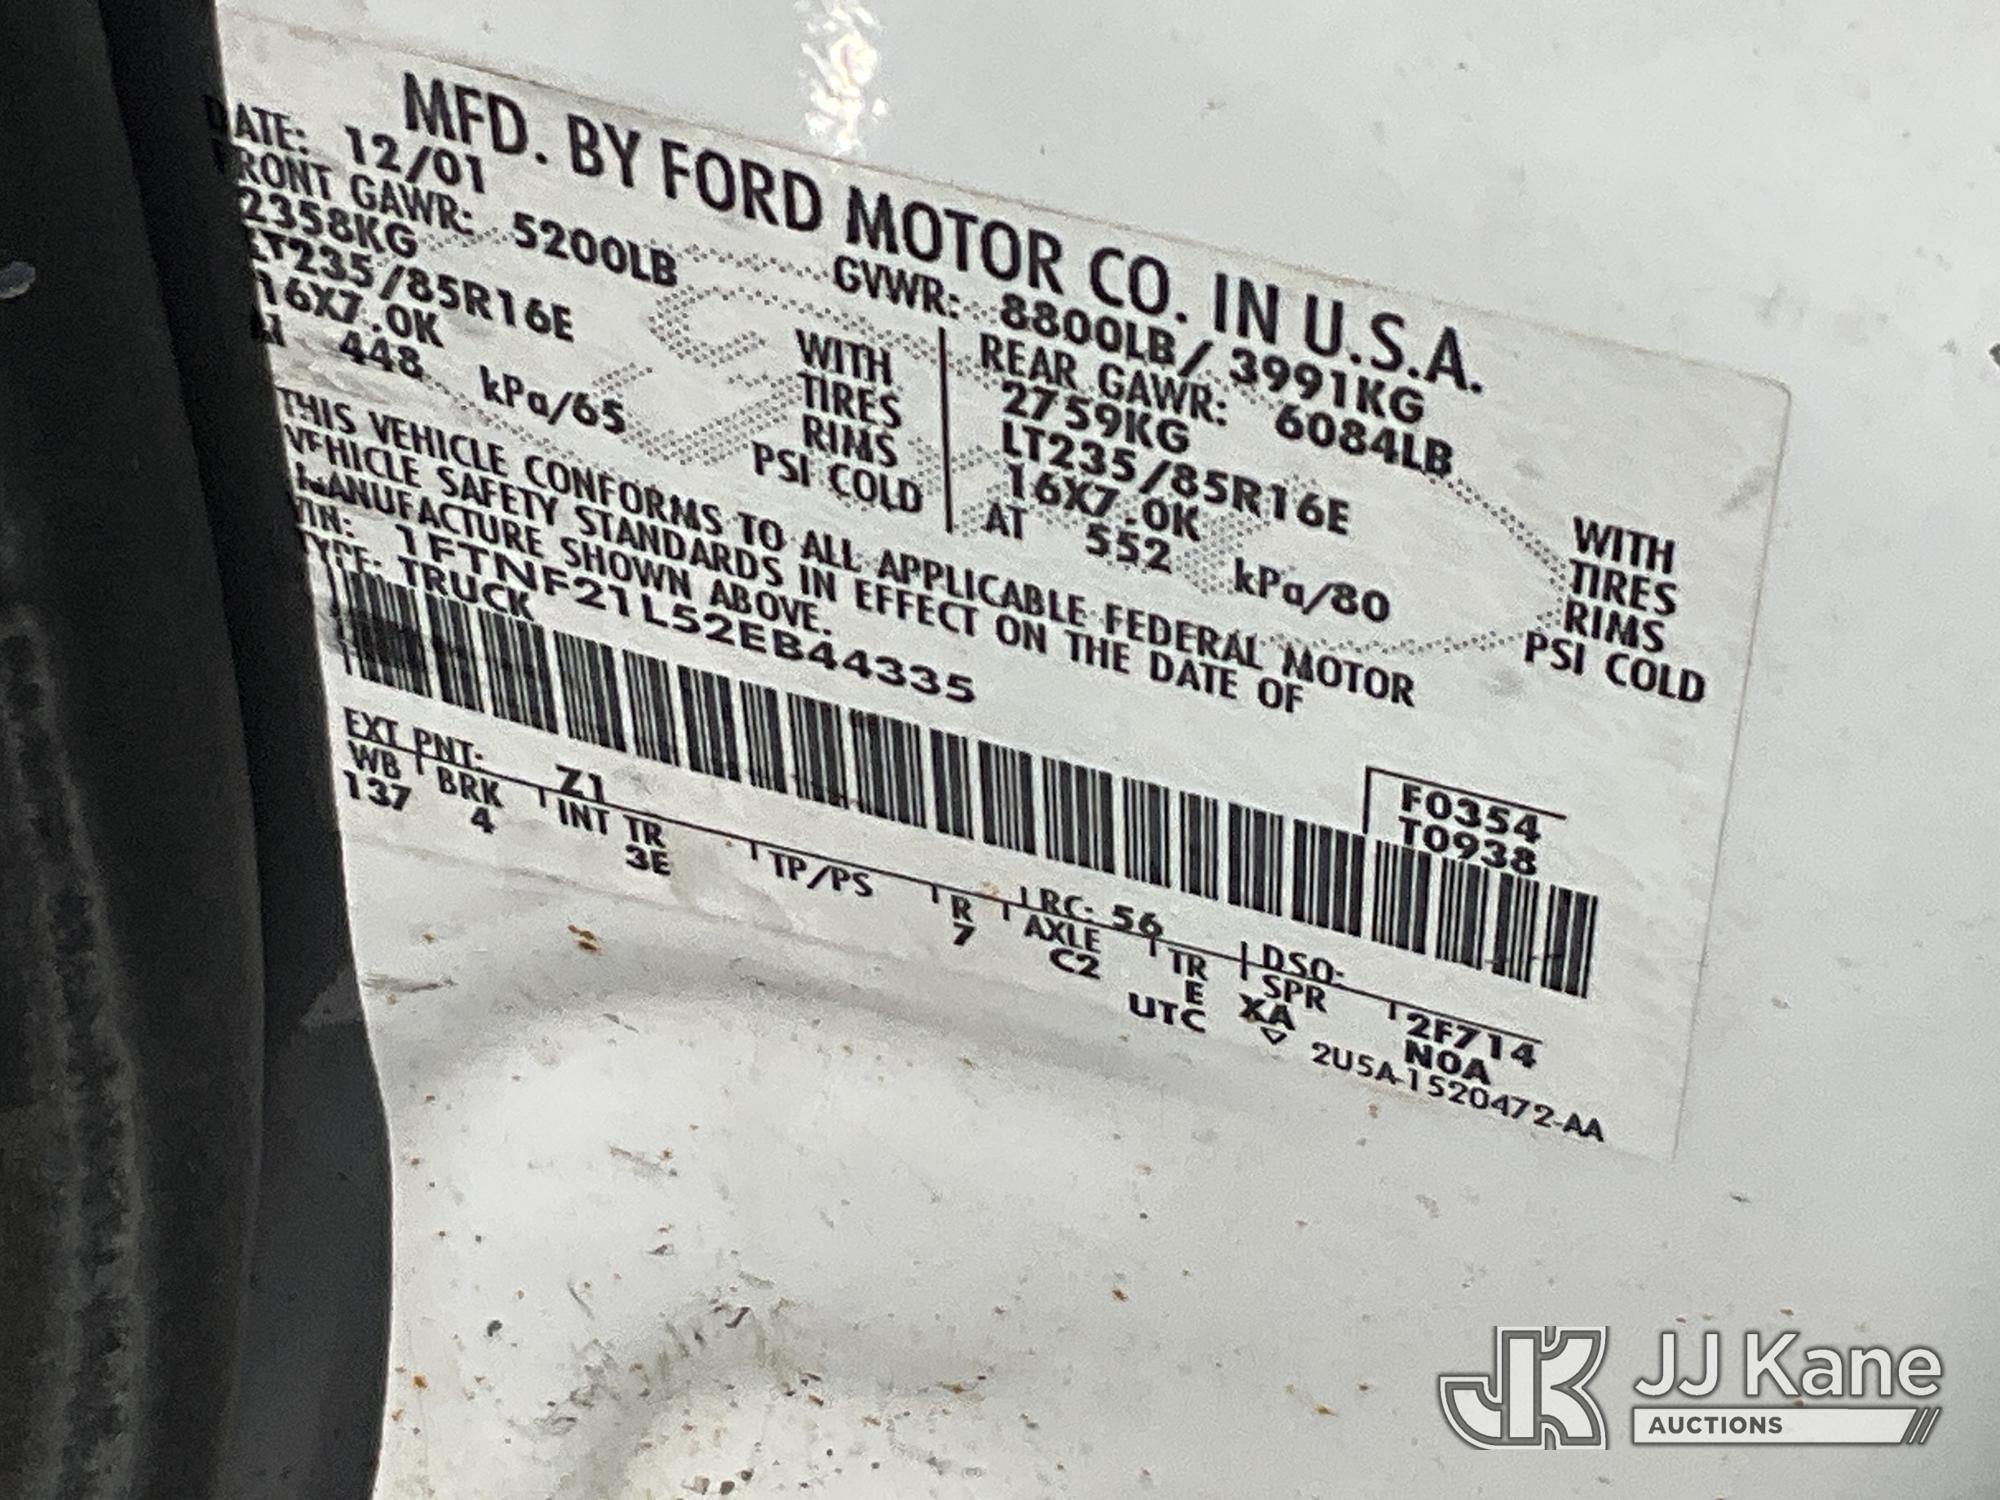 MFD. BY FORD MOTOR CO. IN U.S.A.
DATE: 12/01 GVWR: 8800LB / 3991KG
FRONT GAWR: 5200LB REAR GAWR: 6084LB
2358KG WITH 2759KG WITH
LT235/85R16E TIRES LT235/85R16E TIRES
16X7.0K RIMS 16X7.0K RIMS
AT 448 kPa/65 PSI COLD AT 552 kPa/80 PSI COLD
THIS VEHICLE CONFORMS TO ALL APPLICABLE FEDERAL MOTOR
VEHICLE SAFETY STANDARDS IN EFFECT ON THE DATE OF
MANUFACTURE SHOWN ABOVE.
VIN: 1FTNF21L52EB44335
TYPE: TRUCK
F0354
T0938
EXT PNT: Z1 RC: 56 DSO: 2F714
WB BRK INT TR TP/PS R AXLE TR SPR N0A
137 4 3E 7 C2 E XA
UTC 2U5A-1520472-AA
JJ Kane
AUCTIONS